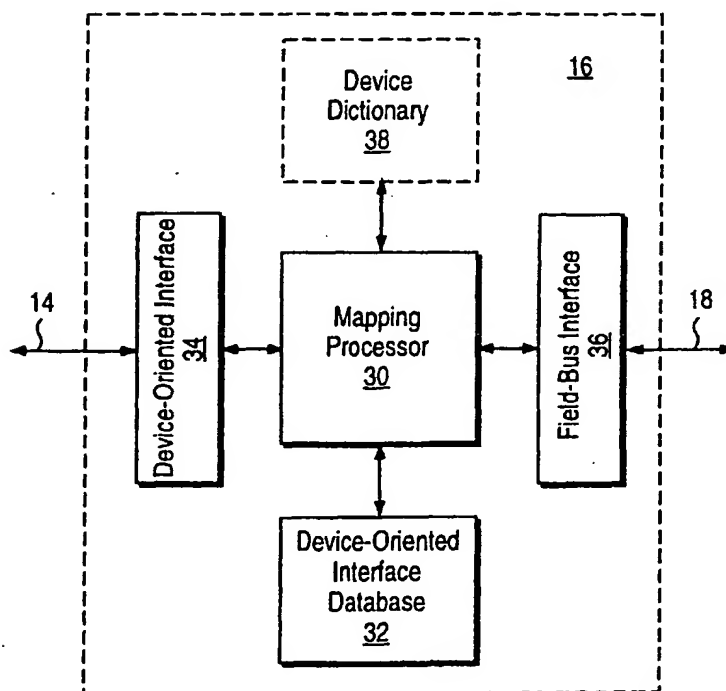 16
Device
Dictionary
38
14
Device-Oriented Interface
34
Mapping
Processor
30
Field-Bus Interface
36
18
Device-Oriented
Interface
Database
32